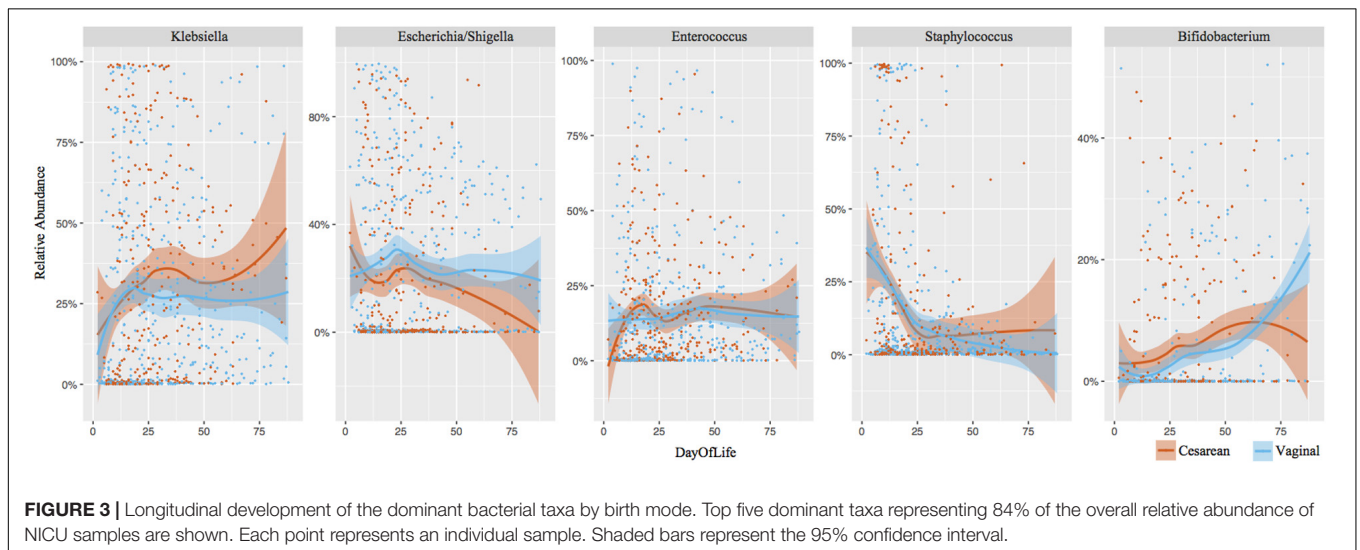 Klebsiella
Escherichia/Shigella
Enterococcus
Staphylococcus
Bifidobacterium
Relative Abundance
100%
75%
50%
25%
0%
80%
40%
0%
100%
75%
50%
25%
0%
100%
75%
50%
25%
0%
40%
20%
0%
0 25 50 75
0 25 50 75
0 25 50 75
0 25 50 75
0 25 50 75
DayOfLife
Cesarean Vaginal
FIGURE 3 | Longitudinal development of the dominant bacterial taxa by birth mode. Top five dominant taxa representing 84% of the overall relative abundance of
NICU samples are shown. Each point represents an individual sample. Shaded bars represent the 95% confidence interval.